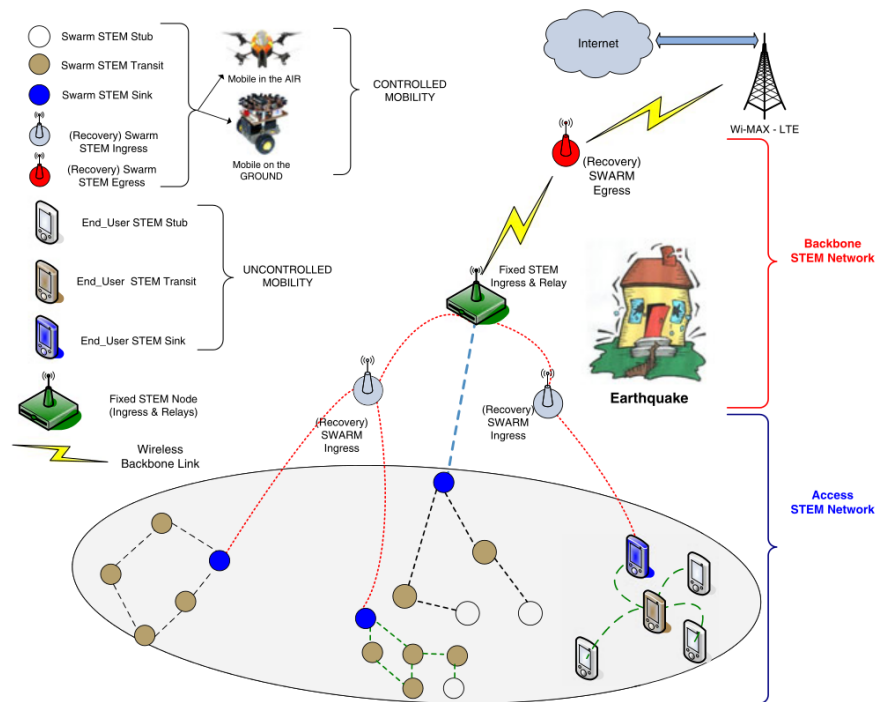 Swarm STEM Stub
Swarm STEM Transit
Swarm STEM Sink
(Recovery) Swarm
STEM Ingress
(Recovery) Swarm
STEM Egress
Mobile in the AIR
Mobile on the
GROUND
CONTROLLED
MOBILITY
End_User STEM Stub
End_User STEM Transit
End_User STEM Sink
UNCONTROLLED
MOBILITY
Fixed STEM Node
(Ingress & Relays)
Wireless
Backbone Link
Internet
Wi-MAX - LTE
(Recovery)
SWARM
Egress
Fixed STEM
Ingress & Relay
Earthquake
Backbone
STEM Network
(Recovery)
SWARM
Ingress
(Recovery)
SWARM
Ingress
Access
STEM Network